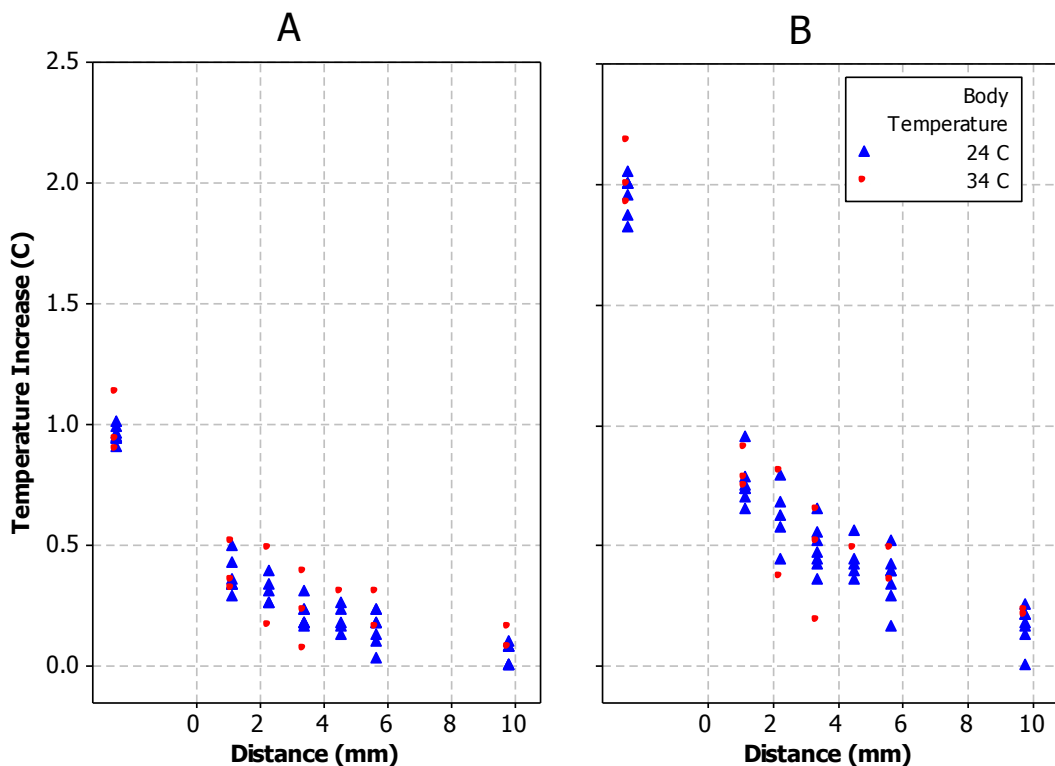 A
B
2.5
2.0
1.5
1.0
0.5
0.0
Temperature Increase (C)
0 2 4 6 8 10
Distance (mm)
Body
Temperature
24 C
34 C
0 2 4 6 8 10
Distance (mm)